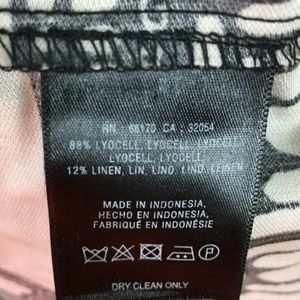 RN : 66170 CA : 32054
88% LYOCELL, LYOCELL, LYOCELL
LYOCELL, LYOCELL,
12% LINEN, LIN, LINO, LINO, LEINEN
MADE IN INDONESIA,
HECHO EN INDONESIA,
FABRIQUÉ EN INDONÉSIE
P
DRY CLEAN ONLY